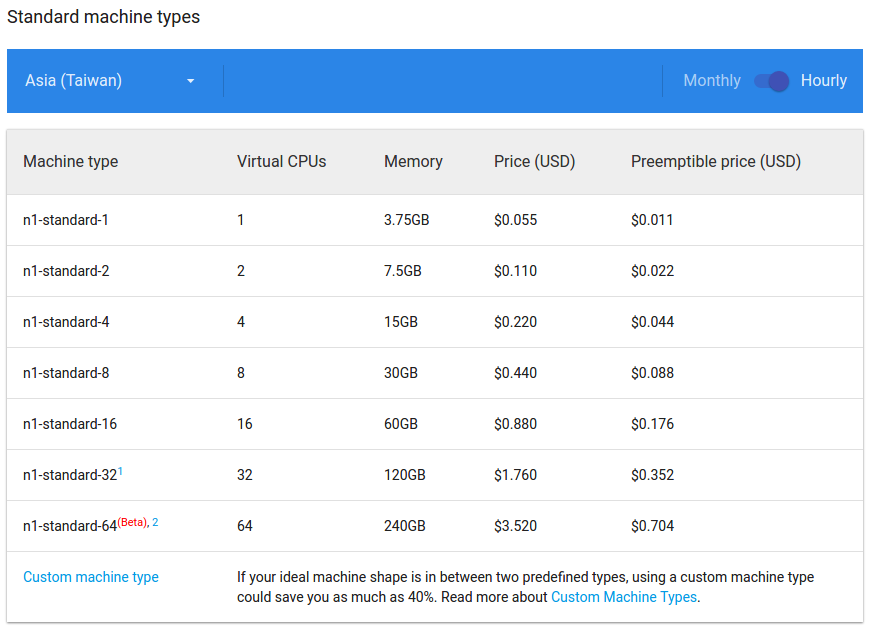 Standard machine types
Asia (Taiwan) Monthly Hourly
Machine type Virtual CPUs Memory Price (USD) Preemptible price (USD)
n1-standard-1 1 3.75GB $0.055 $0.011
n1-standard-2 2 7.5GB $0.110 $0.022
n1-standard-4 4 15GB $0.220 $0.044
n1-standard-8 8 30GB $0.440 $0.088
n1-standard-16 16 60GB $0.880 $0.176
n1-standard-321 32 120GB $1.760 $0.352
n1-standard-64(Beta), 2 64 240GB $3.520 $0.704
Custom machine type If your ideal machine shape is in between two predefined types, using a custom machine type
could save you as much as 40%. Read more about Custom Machine Types.